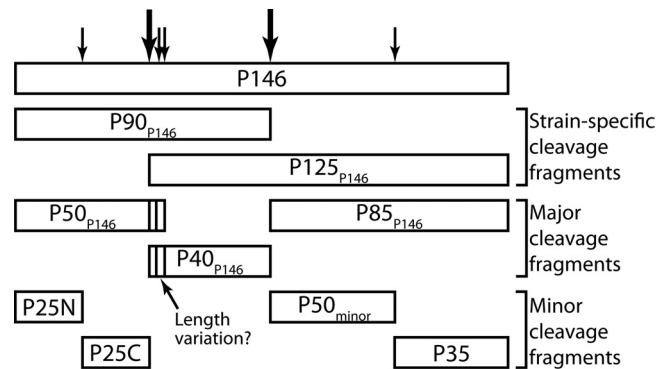 P146
P90P146
Strain-specific
cleavage
fragments
P125P146
P50P146
P85P146
Major
cleavage
fragments
P40P146
P25N
P50minor
Minor
cleavage
fragments
Length
variation?
P25C
P35